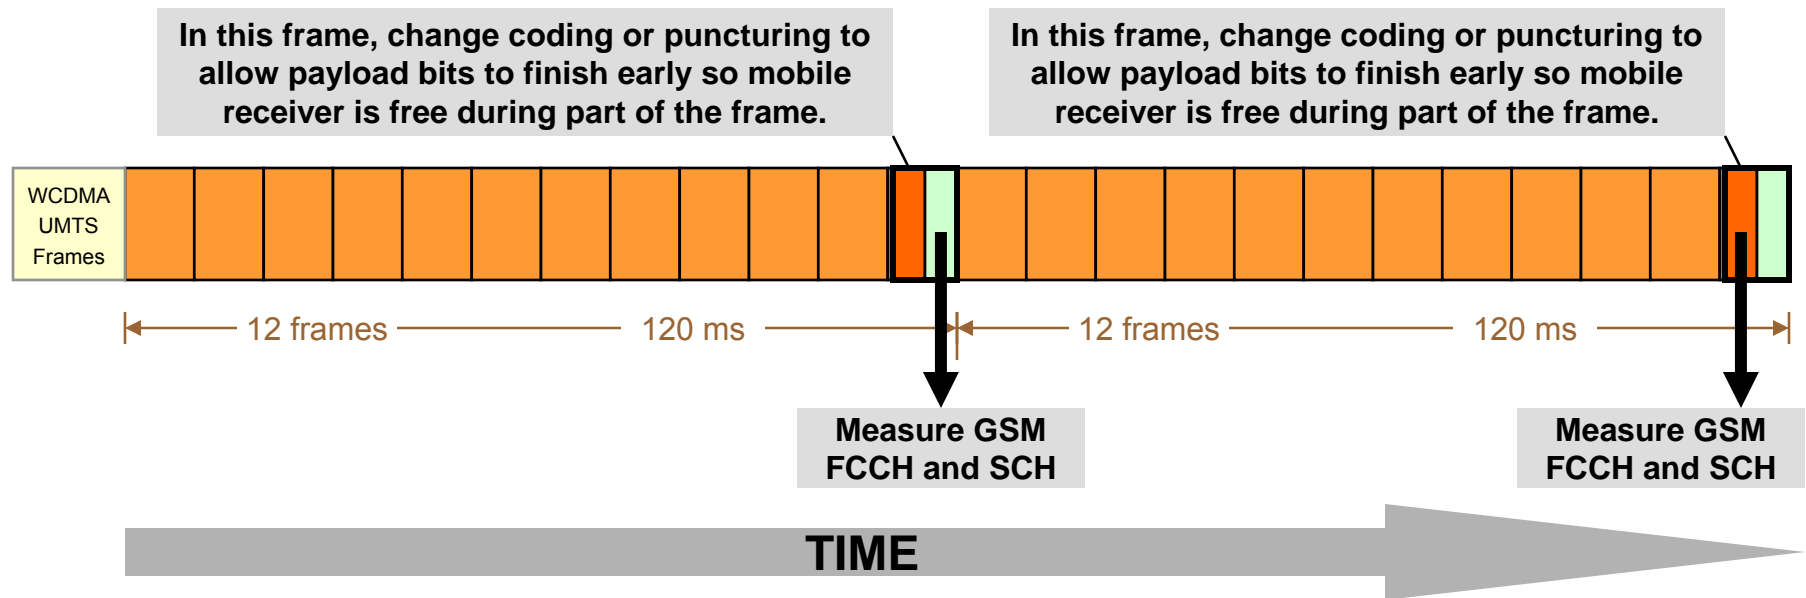 In this frame, change coding or puncturing to
allow payload bits to finish early so mobile
receiver is free during part of the frame.
In this frame, change coding or puncturing to
allow payload bits to finish early so mobile
receiver is free during part of the frame.
WCDMA
UMTS
Frames
12 frames
120 ms
12 frames
120 ms
Measure GSM
FCCH and SCH
Measure GSM
FCCH and SCH
TIME